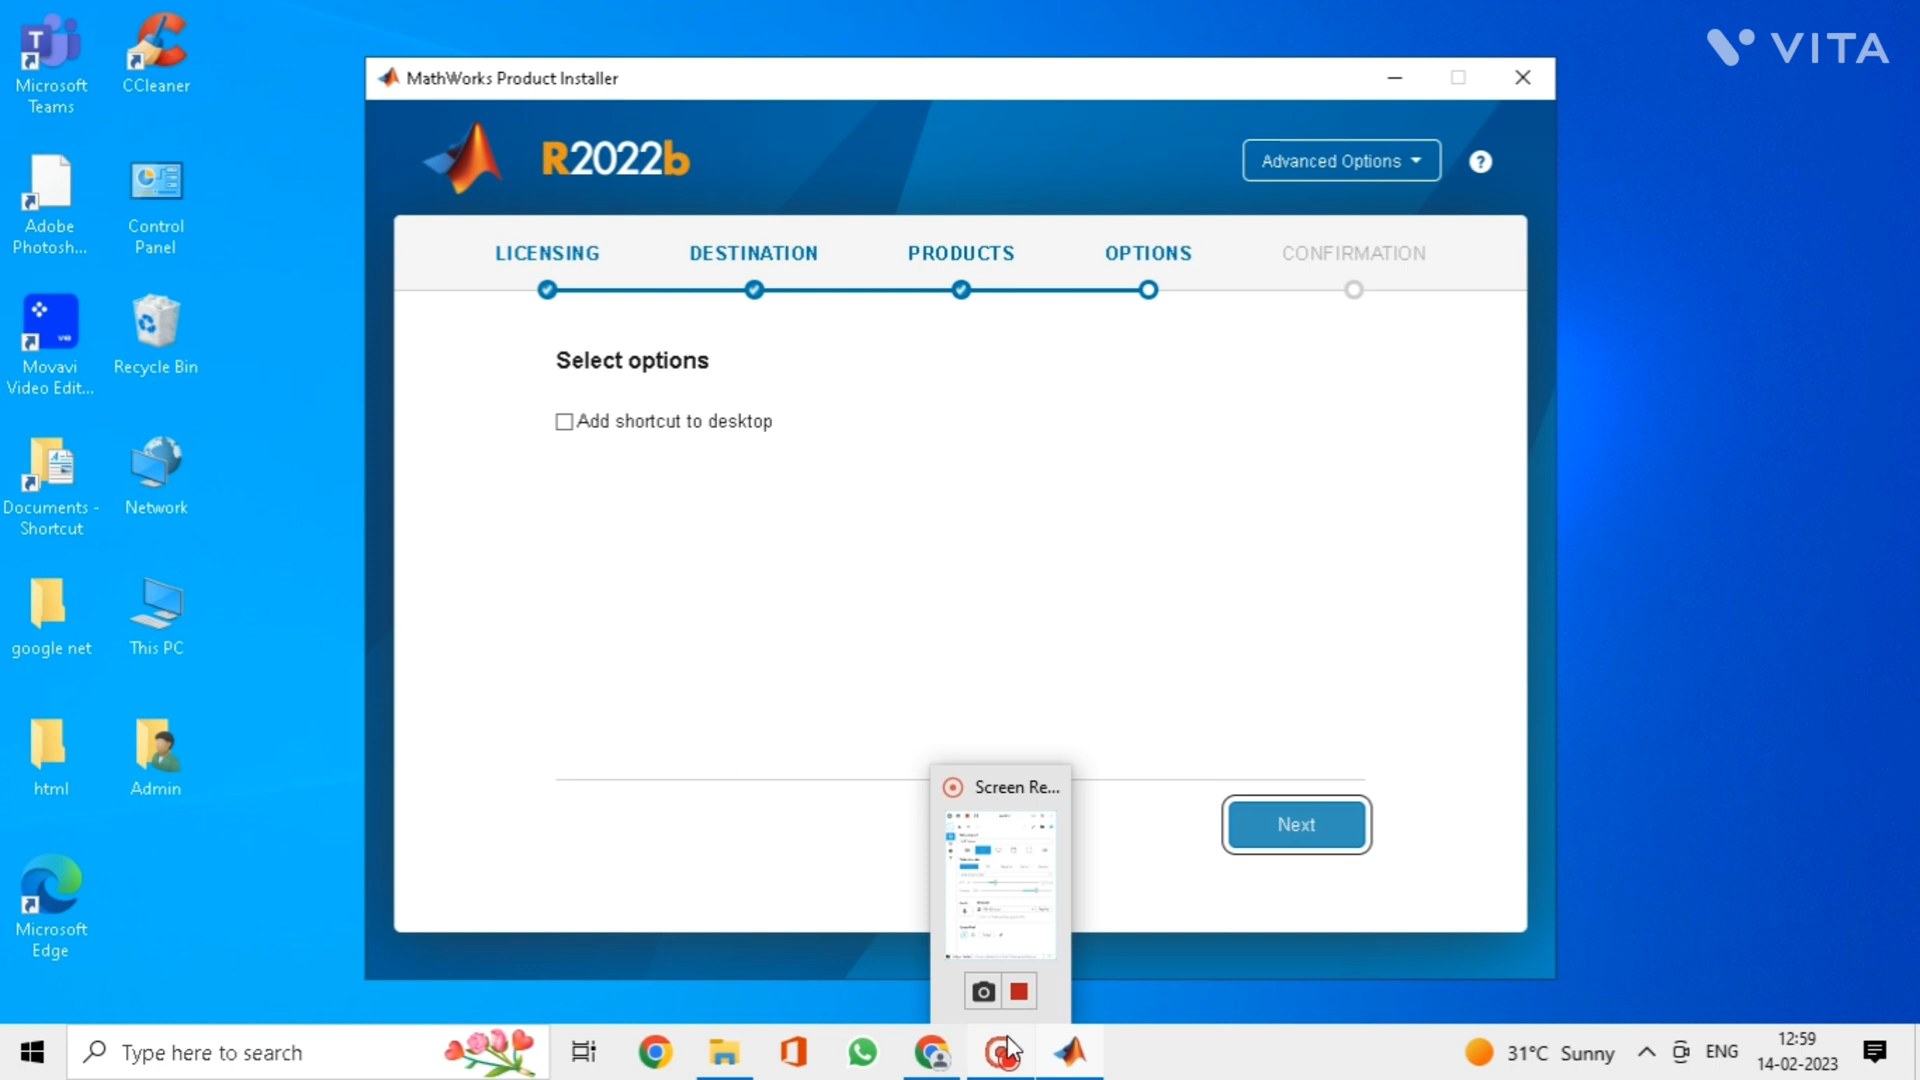 VITA
Microsoft
Teams
CCleaner
Adobe
Photosh...
Control
Panel
Movavi
Video Edit...
Recycle Bin
Documents -
Shortcut
Network
google net
This PC
html
Admin
Microsoft
Edge
MathWorks Product Installer
R2022b
Advanced Options
?
LICENSING DESTINATION PRODUCTS OPTIONS CONFIRMATION
Select options
Add shortcut to desktop
Next
Screen Re...
Type here to search
31°C Sunny
ENG
12:59
14-02-2023